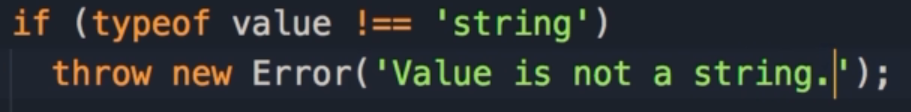 if (typeof value !== 'string')
throw new Error('Value is not a string.');